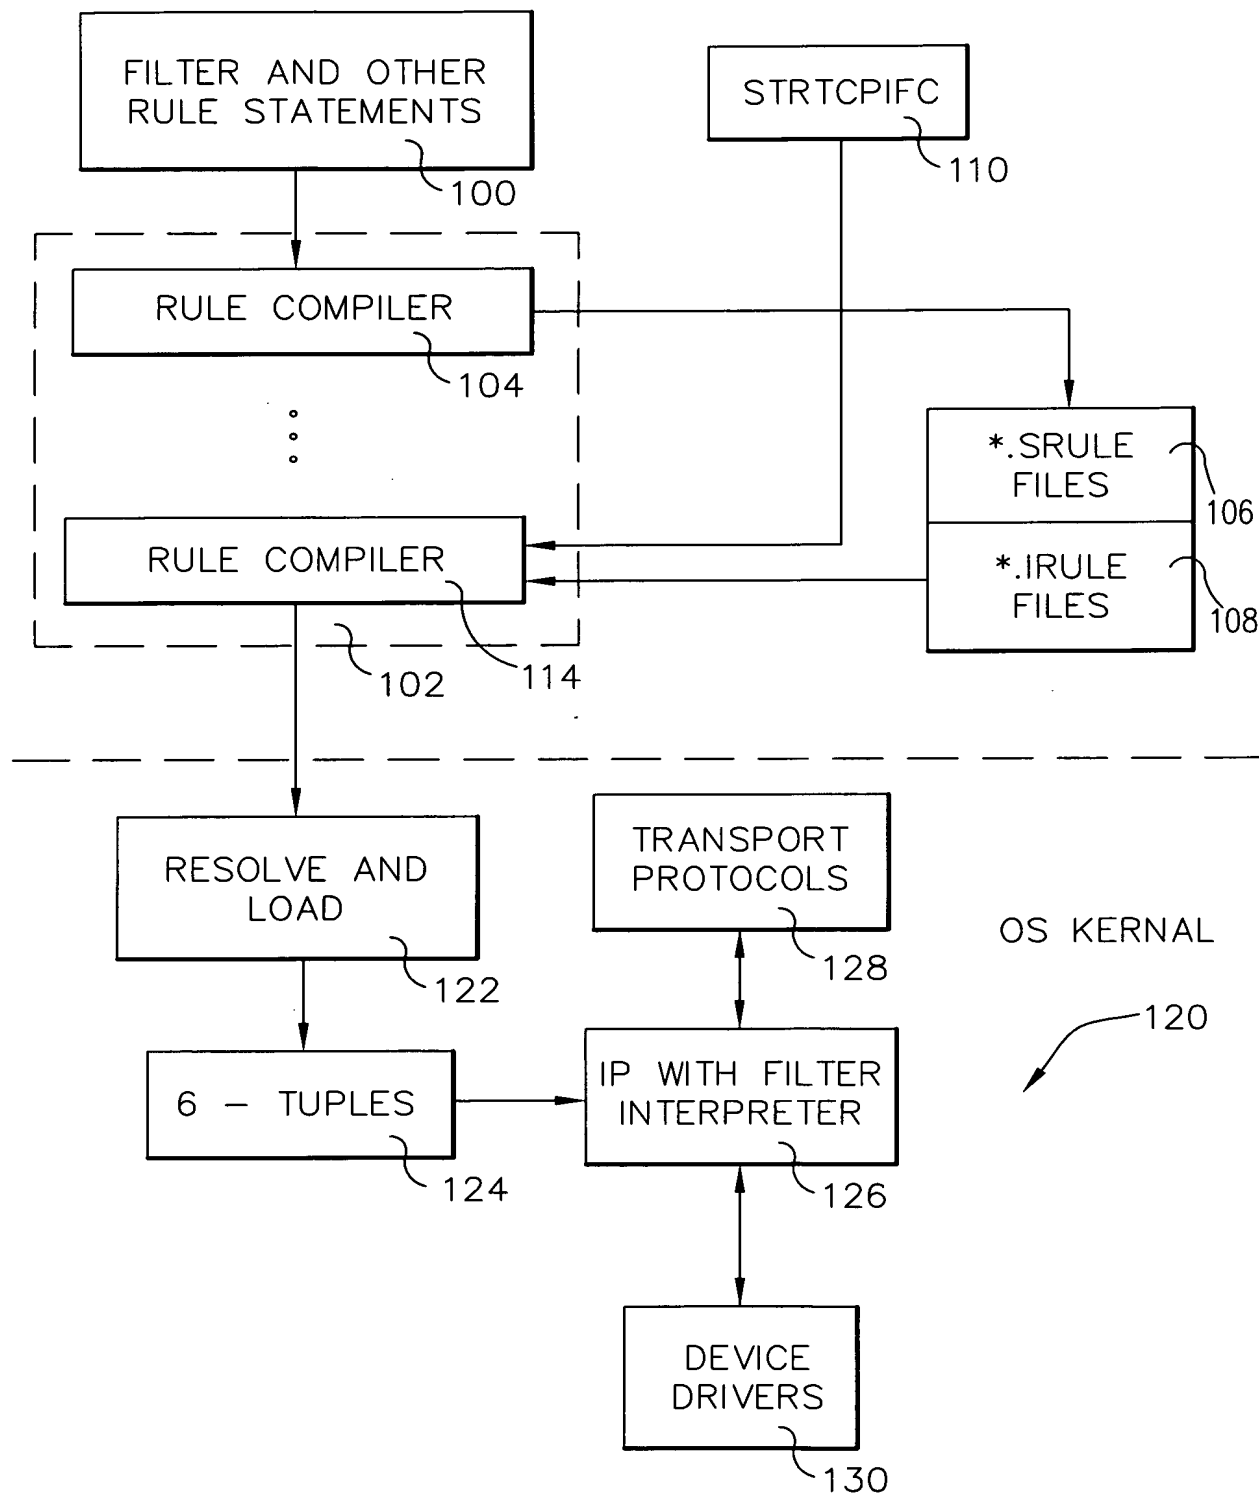 FILTER AND OTHER
RULE STATEMENTS
100
STRTCPIFC
110
RULE COMPILER
104
*.SRULE
FILES
106
*.IRULE
FILES
108
RULE COMPILER
114
102
RESOLVE AND
LOAD
122
TRANSPORT
PROTOCOLS
128
OS KERNAL
120
6 - TUPLES
124
IP WITH FILTER
INTERPRETER
126
DEVICE
DRIVERS
130